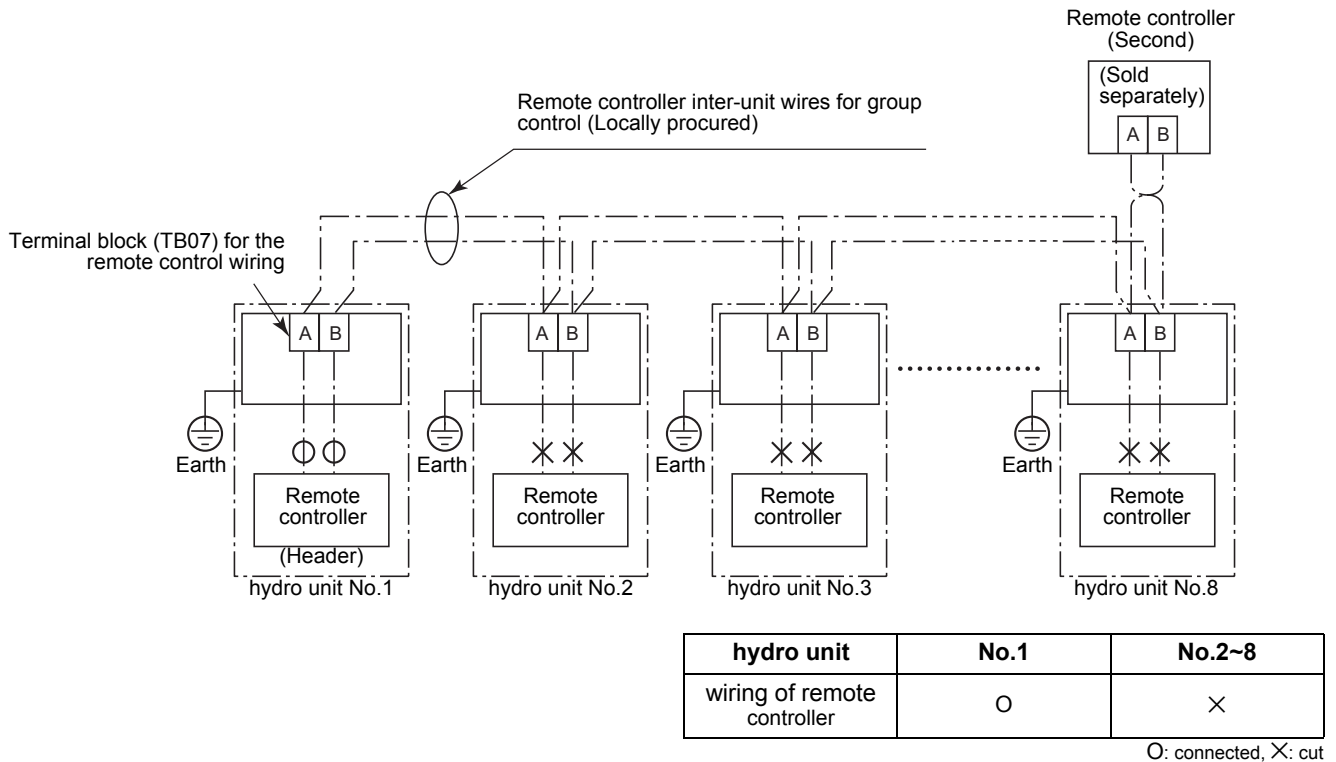 Remote controller
(Second)
(Sold
separately)
A B
Remote controller inter-unit wires for group
control (Locally procured)
Terminal block (TB07) for the
remote control wiring
A B
A B
A B
A B
Earth
Earth
Earth
Earth
Remote
controller
(Header)
Remote
controller
Remote
controller
Remote
controller
hydro unit No.1
hydro unit No.2
hydro unit No.3
hydro unit No.8
hydro unit No.1 No.2~8
wiring of remote
controller
O ×
O: connected, ×: cut